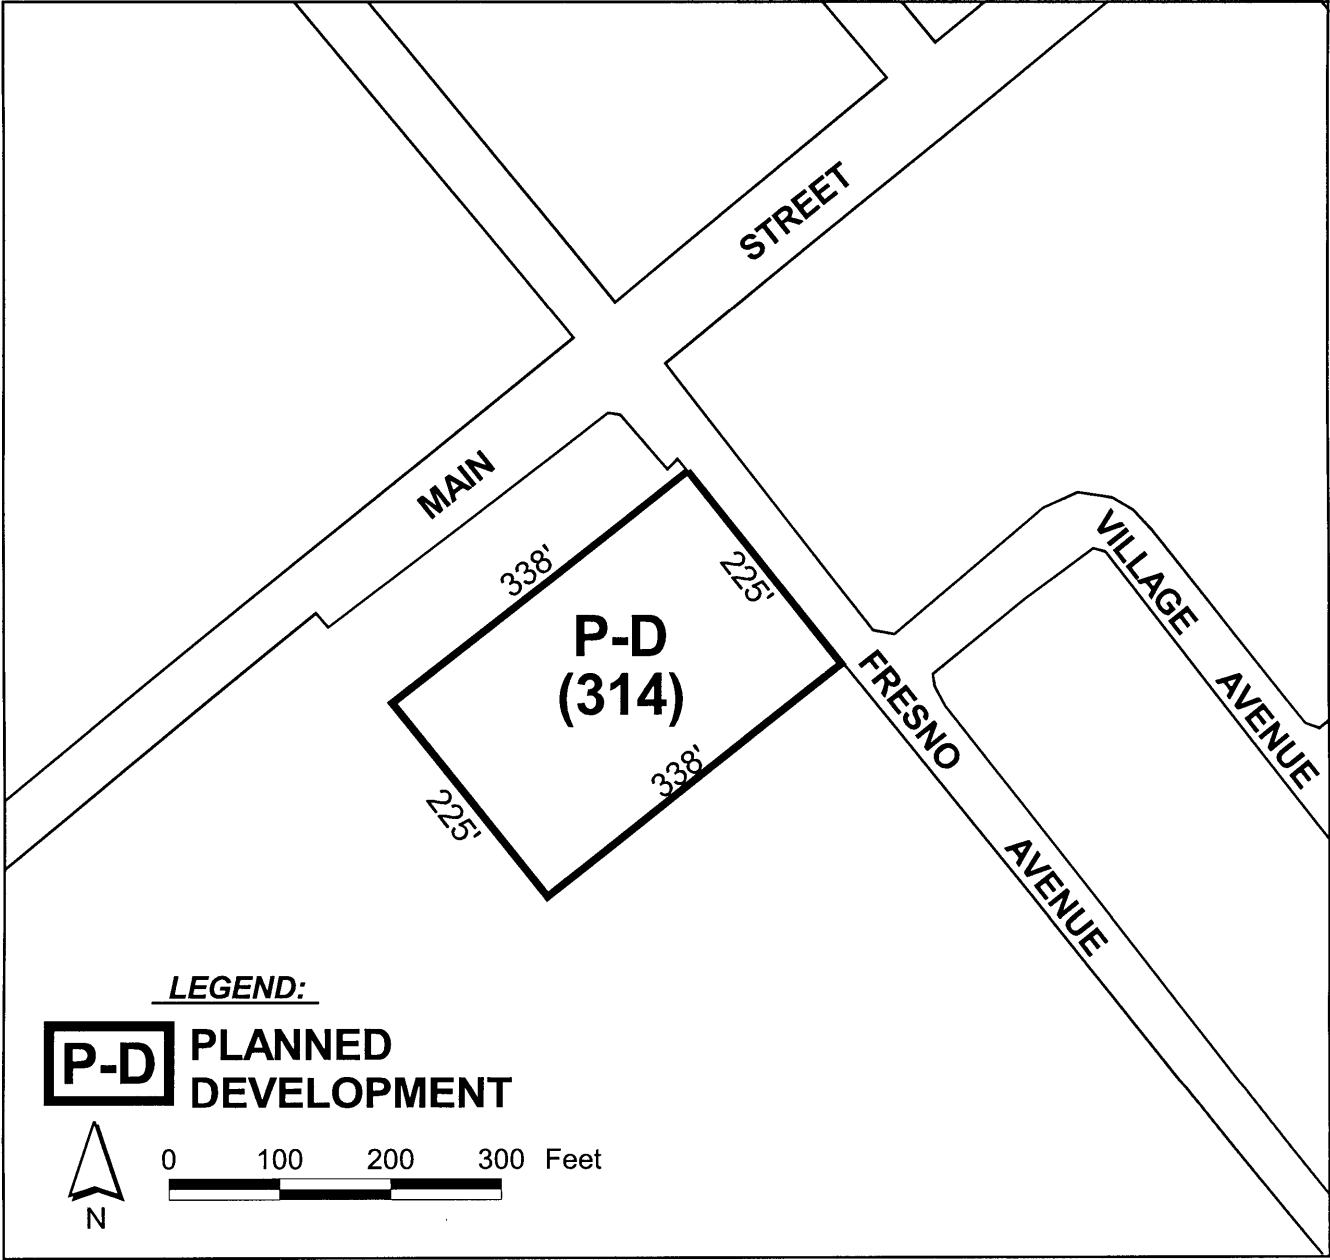 STREET
MAIN
338'
225'
P-D
(314)
338'
225'
VILLAGE
AVENUE
FRESNO
AVENUE
LEGEND:
P-D
PLANNED
DEVELOPMENT
0 100 200 300 Feet
N